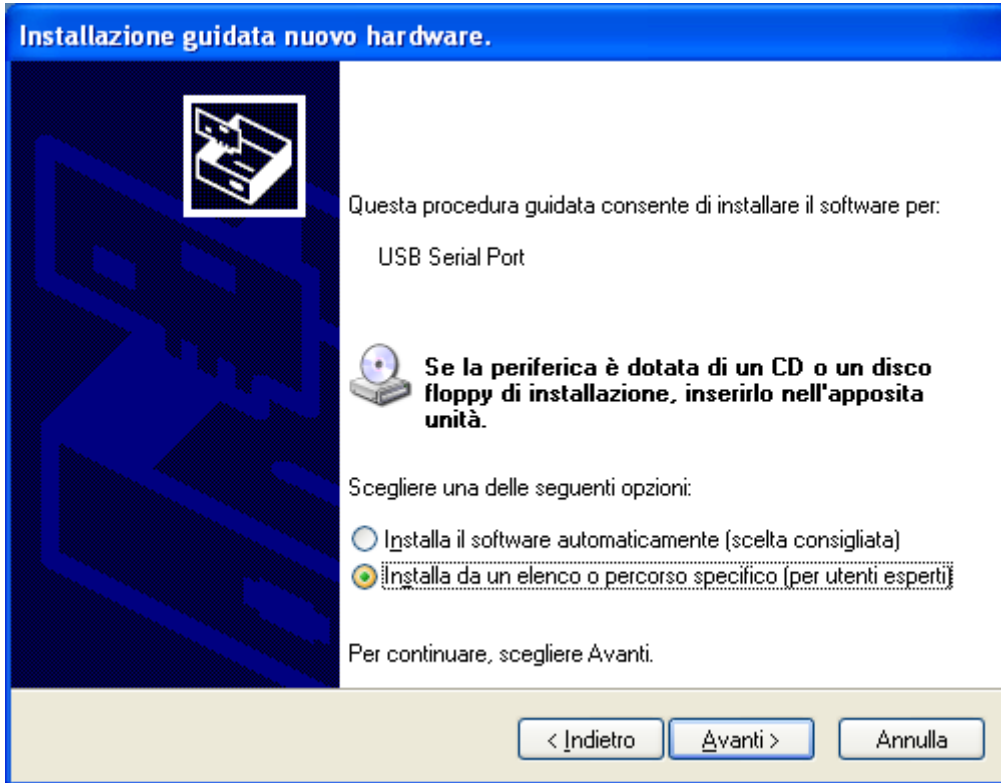 Installazione guidata nuovo hardware.
Questa procedura guidata consente di installare il software per:
USB Serial Port
Se la periferica è dotata di un CD o un disco
floppy di installazione, inserirlo nell'apposita
unità.
Scegliere una delle seguenti opzioni:
Installa il software automaticamente (scelta consigliata)
Installa da un elenco o percorso specifico (per utenti esperti)
Per continuare, scegliere Avanti.
< Indietro
Avanti >
Annulla